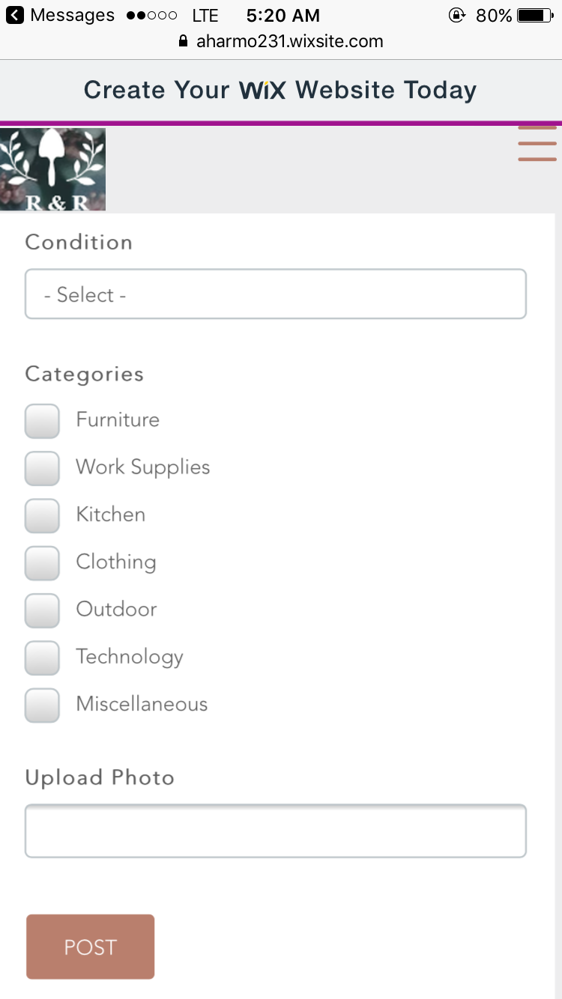 Messages LTE 5:20 AM 80%
aharmo231.wixsite.com
Create Your WiX Website Today
R & R
Condition
- Select -
Categories
Furniture
Work Supplies
Kitchen
Clothing
Outdoor
Technology
Miscellaneous
Upload Photo
POST